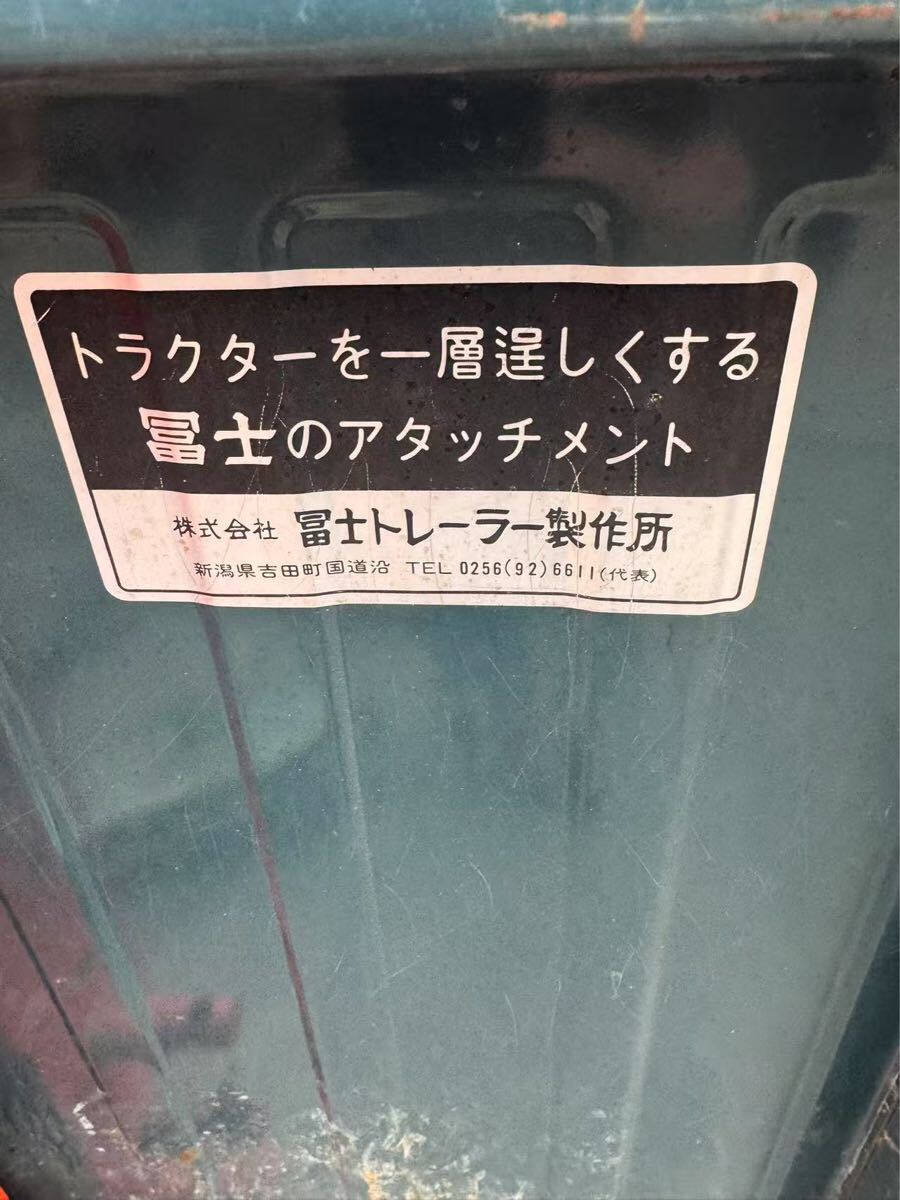 トラクターを一層逞しくする
冨士のアタッチメント
株式会社 冨士トレーラー製作所
新潟県吉田町国道沿 TEL 0256(92)6611(代表)